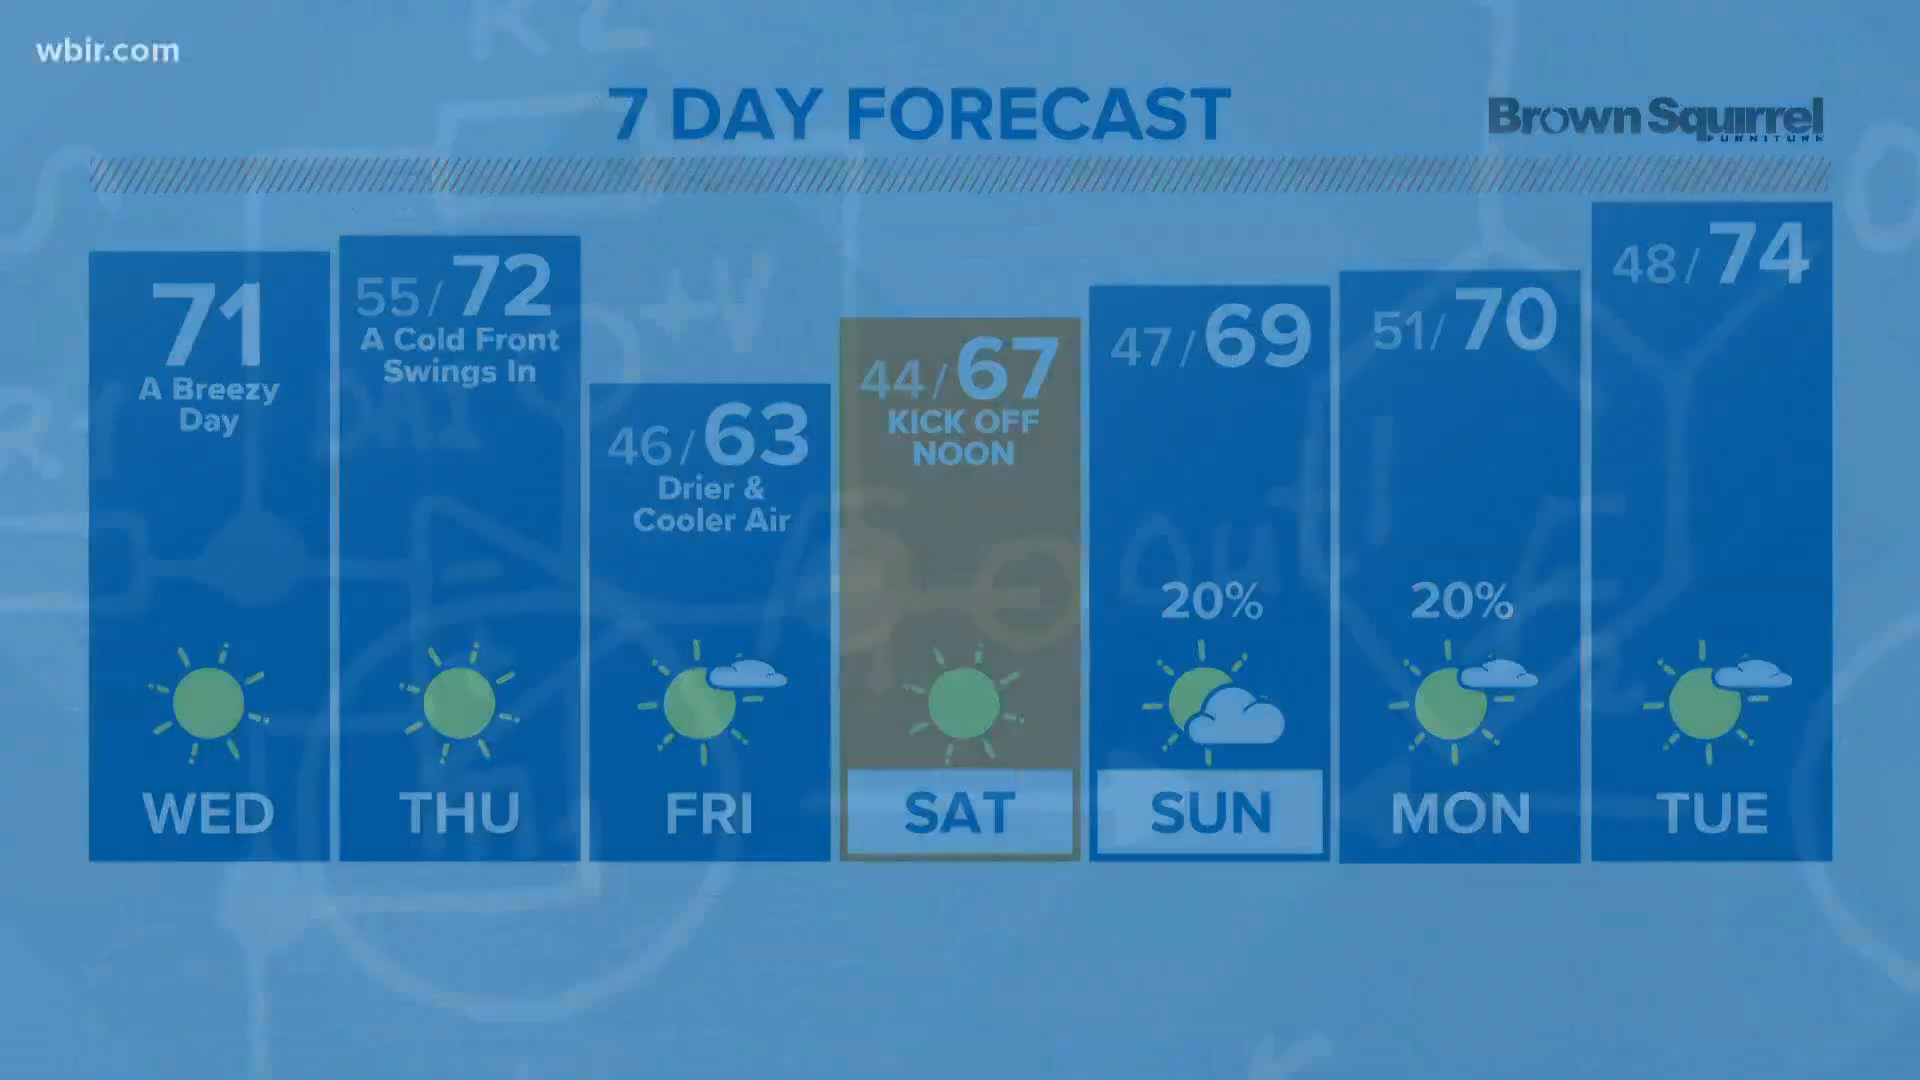 wbir.com
7 DAY FORECAST
Brown Squirrel
FURNITURE
71
A Breezy
Day
WED
55/72
A Cold Front
Swings In
THU
46/63
Drier &
Cooler Air
FRI
44/67
KICK OFF
NOON
SAT
47/69
20%
SUN
51/70
20%
MON
48/74
TUE
+V
out!